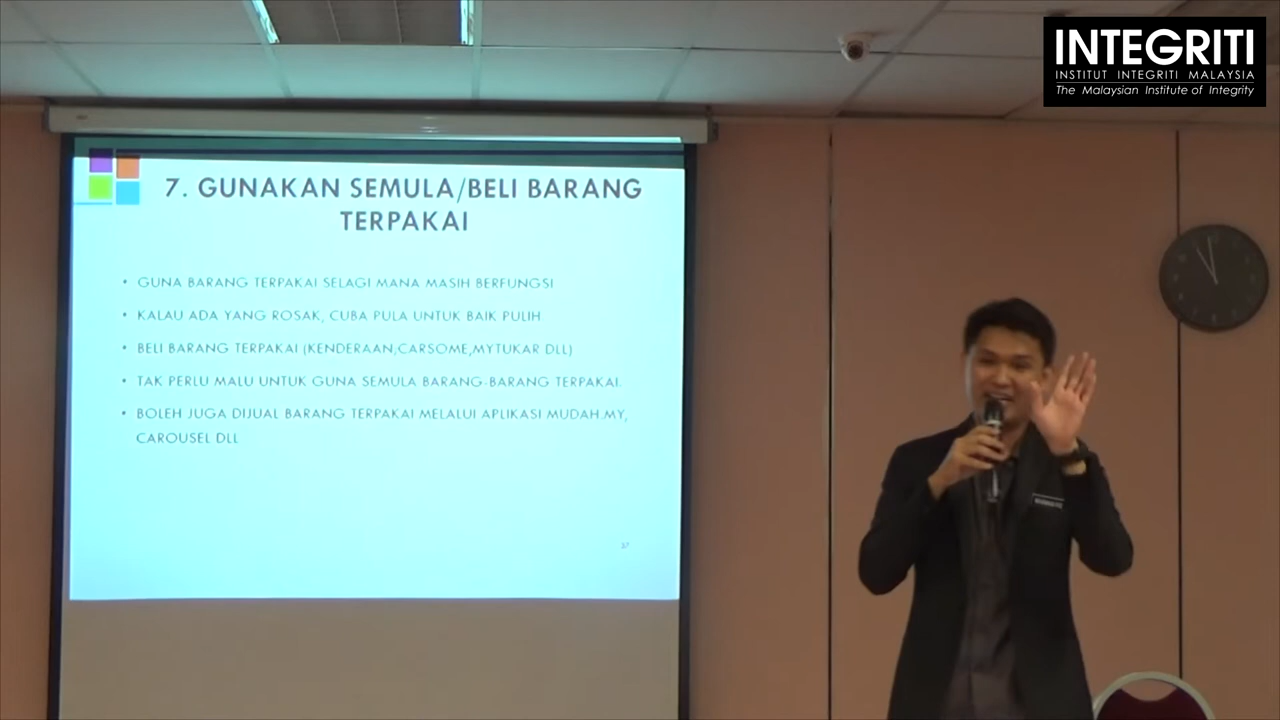 INTEGRITI
INSTITUT INTEGRITI MALAYSIA
The Malaysian Institute of Integrity
7. GUNAKAN SEMULA/BELI BARANG
TERPAKAI
• GUNA BARANG TERPAKAI SELAGI MANA MASIH BERFUNGSI
• KALAU ADA YANG ROSAK, CUBA PULA UNTUK BAIK PULIH
• BELI BARANG TERPAKAI (KENDERAAN;CARSOME,MYTUKAR DLL)
• TAK PERLU MALU UNTUK GUNA SEMULA BARANG-BARANG TERPAKAI.
• BOLEH JUGA DIJUAL BARANG TERPAKAI MELALUI APLIKASI MUDAH.MY,
CAROUSEL DLL
37